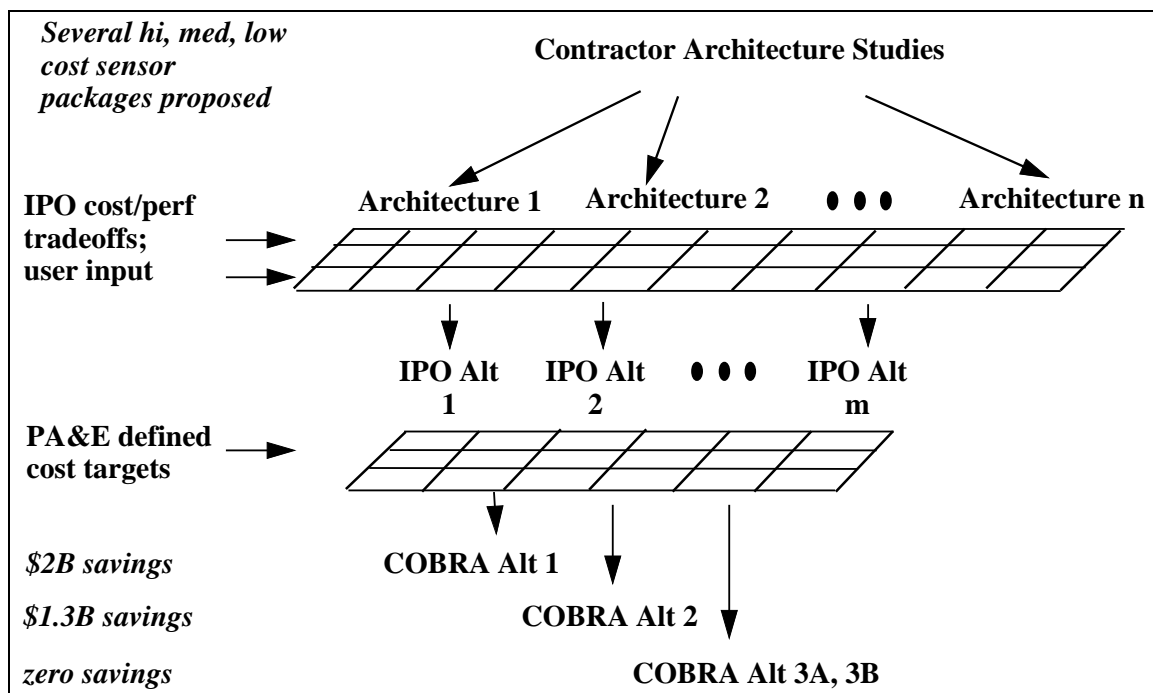 Several hi, med, low
cost sensor
packages proposed
Contractor Architecture Studies
Architecture 1
Architecture 2
Architecture n
IPO cost/perf
tradeoffs;
user input
IPO Alt
1
IPO Alt
2
IPO Alt
m
PA&E defined
cost targets
$2B savings
COBRA Alt 1
$1.3B savings
COBRA Alt 2
zero savings
COBRA Alt 3A, 3B